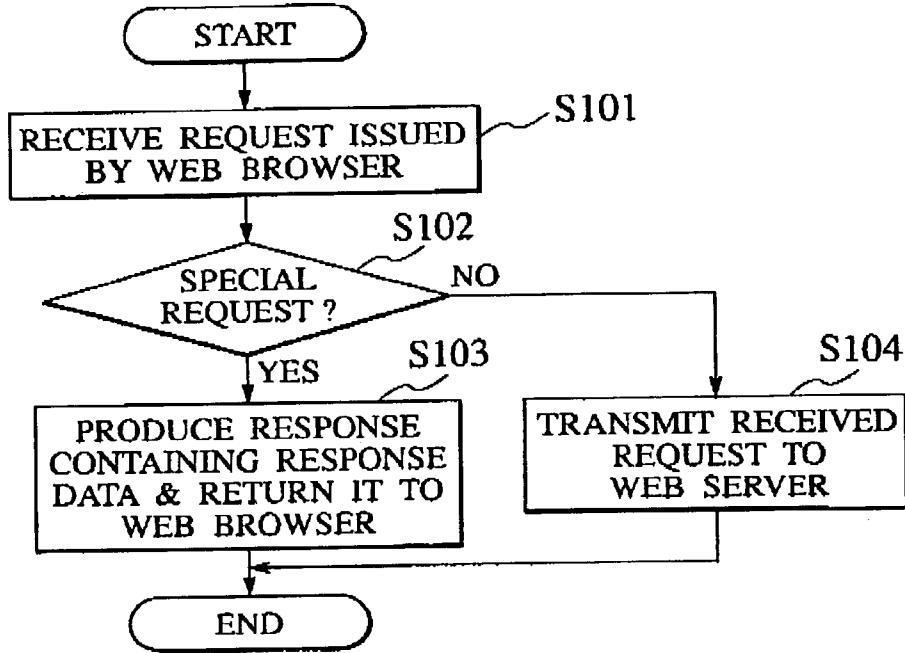 START
S101
RECEIVE REQUEST ISSUED
BY WEB BROWSER
S102
SPECIAL
REQUEST ?
NO
YES
S103
PRODUCE RESPONSE
CONTAINING RESPONSE
DATA & RETURN IT TO
WEB BROWSER
S104
TRANSMIT RECEIVED
REQUEST TO
WEB SERVER
END